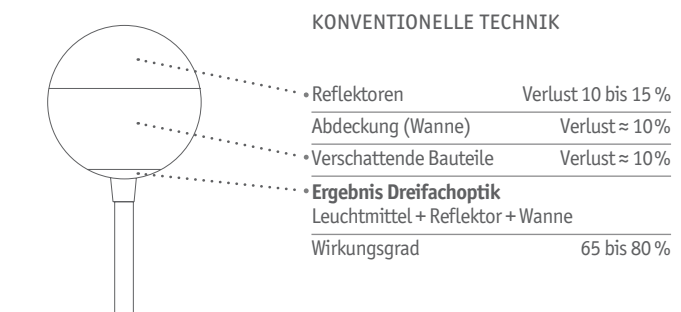 KONVENTIONELLE TECHNIK
Reflektoren Verlust 10 bis 15 %
Abdeckung (Wanne) Verlust ≈ 10%
Verschattende Bauteile Verlust ≈ 10%
Ergebnis Dreifachoptik
Leuchtmittel + Reflektor + Wanne
Wirkungsgrad 65 bis 80 %